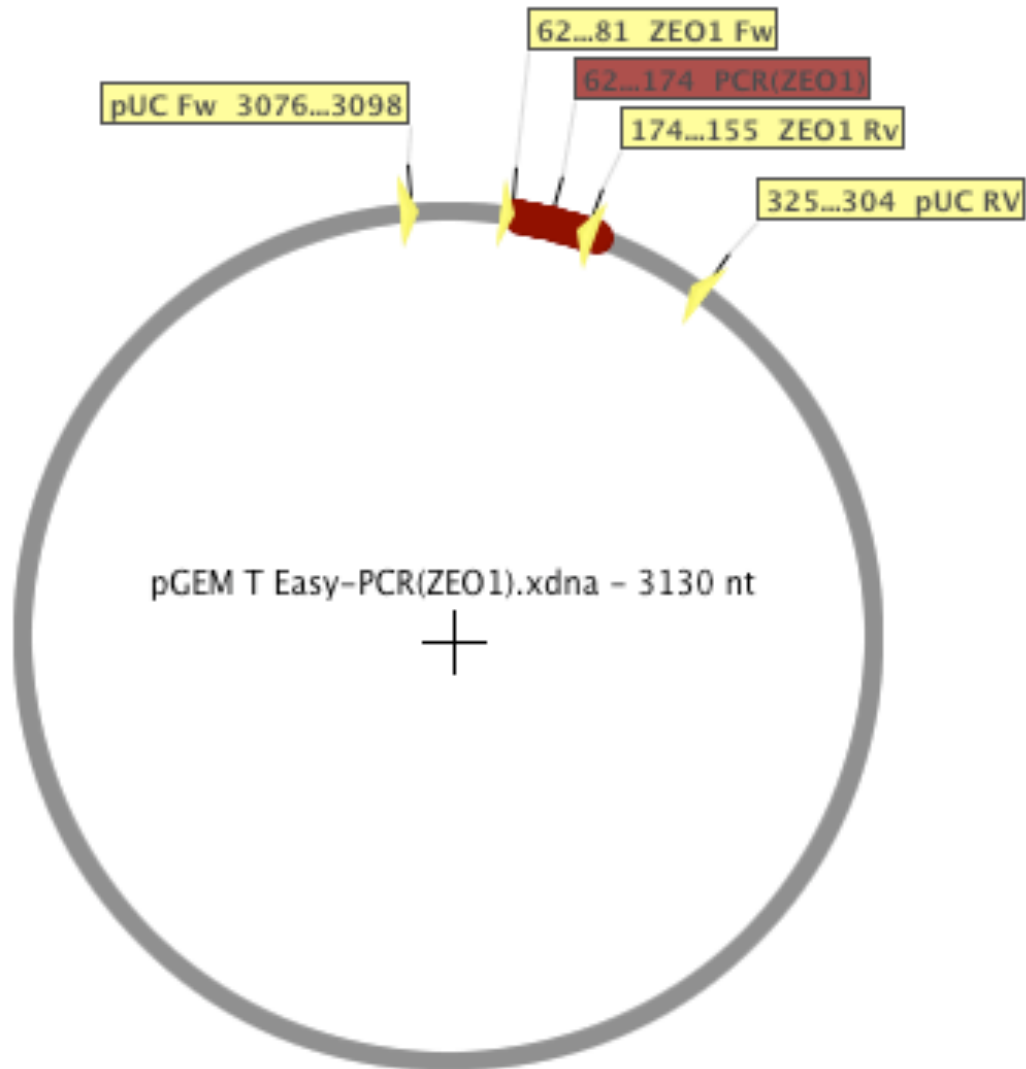 62...81 ZEO1 Fw
62...174 PCR(ZEO1)
pUC Fw 3076...3098
174...155 ZEO1 Rv
325...304 pUC RV
pGEM T Easy-PCR(ZEO1).xdna - 3130 nt